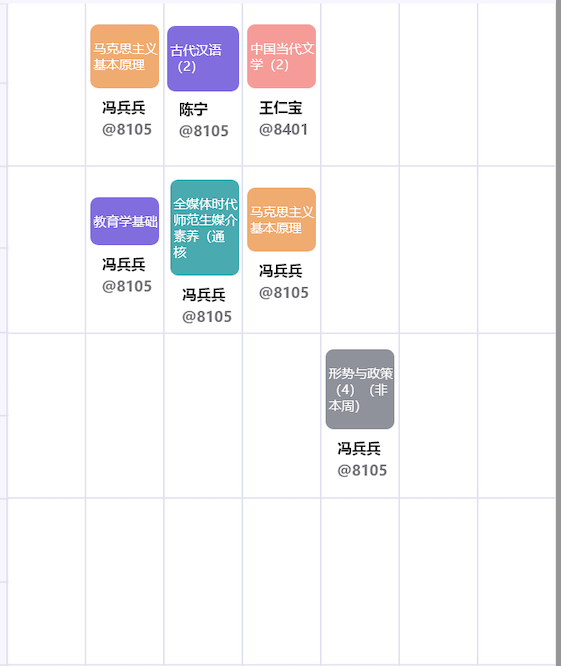 马克思主义
基本原理
冯兵兵
@8105
古代汉语
（2）
陈宁
@8105
中国当代文
学（2）
王仁宝
@8401
教育学基础
冯兵兵
@8105
全媒体时代
师范生媒介
素养（通
核
冯兵兵
@8105
马克思主义
基本原理
冯兵兵
@8105
形势与政策
（4）（非
本周）
冯兵兵
@8105